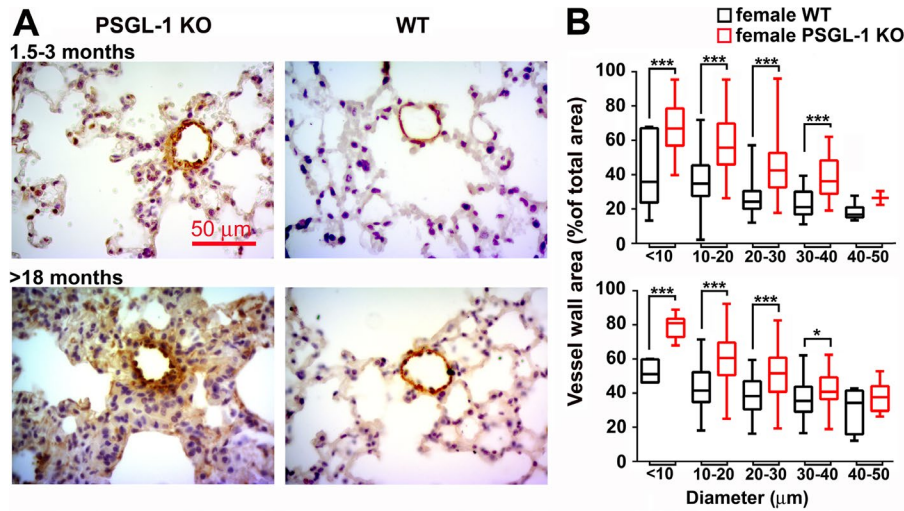 A
PSGL-1 KO
WT
1.5-3 months
50 μm
>18 months
B
female WT
female PSGL-1 KO
Vessel wall area (%of total area)
100
80
60
40
20
0
***
***
***
***
<10
10-20
20-30
30-40
40-50
100
80
60
40
20
0
***
***
***
*
<10
10-20
20-30
30-40
40-50
Diameter (μm)